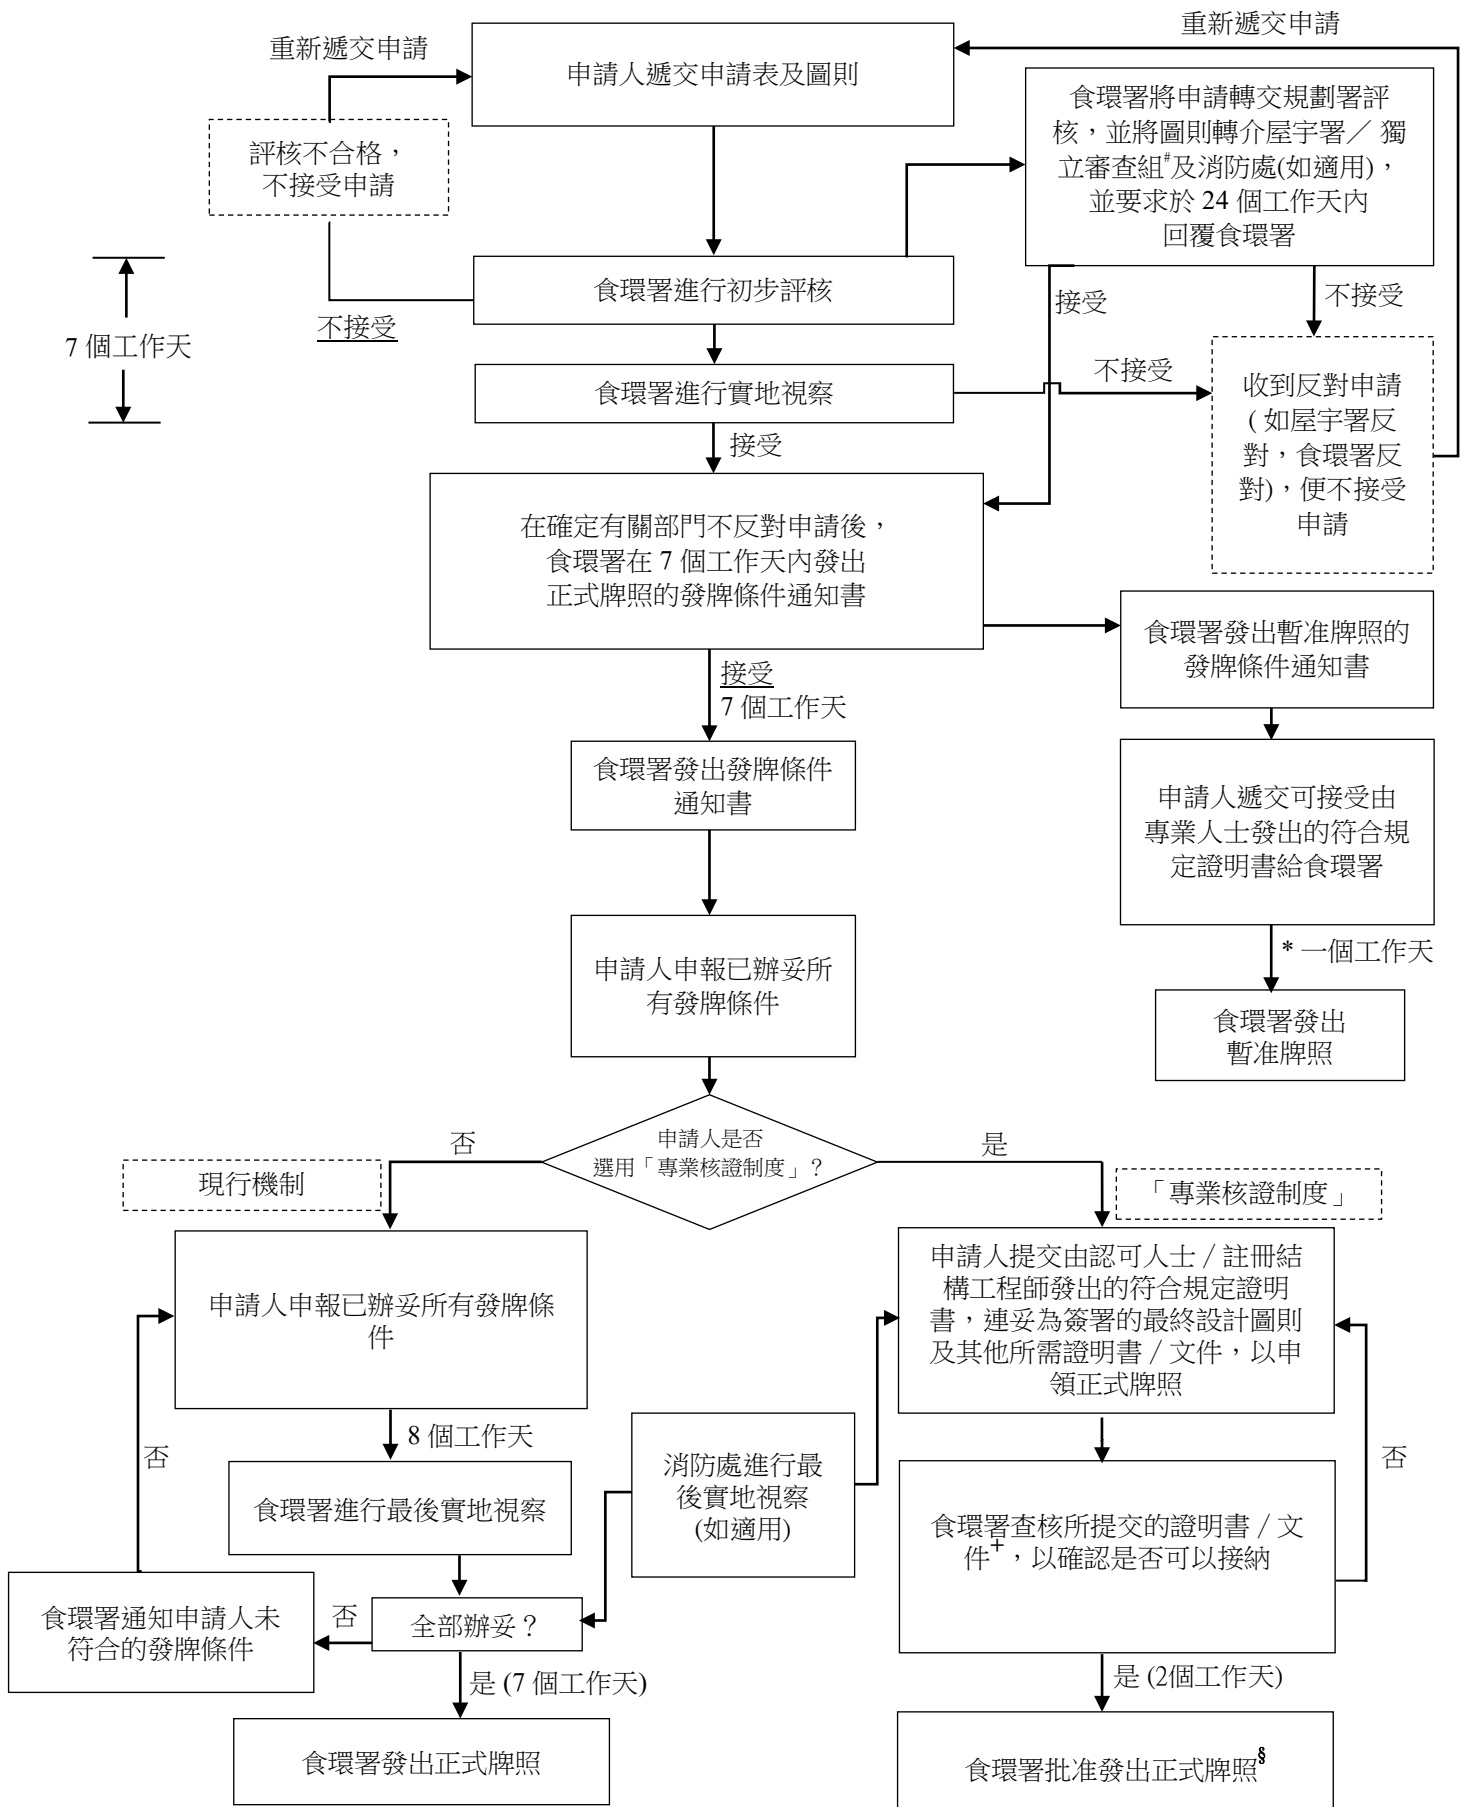 重新遞交申請
重新遞交申請
申請人遞交申請表及圖則
食環署將申請轉交規劃署評
核，並將圖則轉介屋宇署／獨
立審查組#及消防處(如適用)，
並要求於 24 個工作天內
回覆食環署
評核不合格，
不接受申請
食環署進行初步評核
不接受
接受
不接受
7 個工作天
食環署進行實地視察
不接受
收到反對申請
( 如屋宇署反
對，食環署反
對)，便不接受
申請
接受
在確定有關部門不反對申請後，
食環署在 7 個工作天內發出
正式牌照的發牌條件通知書
食環署發出暫准牌照的
發牌條件通知書
接受
7 個工作天
食環署發出發牌條件
通知書
申請人遞交可接受由
專業人士發出的符合規
定證明書給食環署
* 一個工作天
申請人申報已辦妥所
有發牌條件
食環署發出
暫准牌照
申請人是否
選用「專業核證制度」？
否
是
現行機制
「專業核證制度」
申請人申報已辦妥所有發牌條
件
申請人提交由認可人士 / 註冊結
構工程師發出的符合規定證明
書，連妥為簽署的最終設計圖則
及其他所需證明書 / 文件，以申
領正式牌照
8 個工作天
否
消防處進行最
後實地視察
(如適用)
否
食環署進行最後實地視察
食環署查核所提交的證明書 / 文
件+，以確認是否可以接納
食環署通知申請人未
符合的發牌條件
否
全部辦妥？
是 (7 個工作天)
是 (2個工作天)
食環署發出正式牌照
食環署批准發出正式牌照§